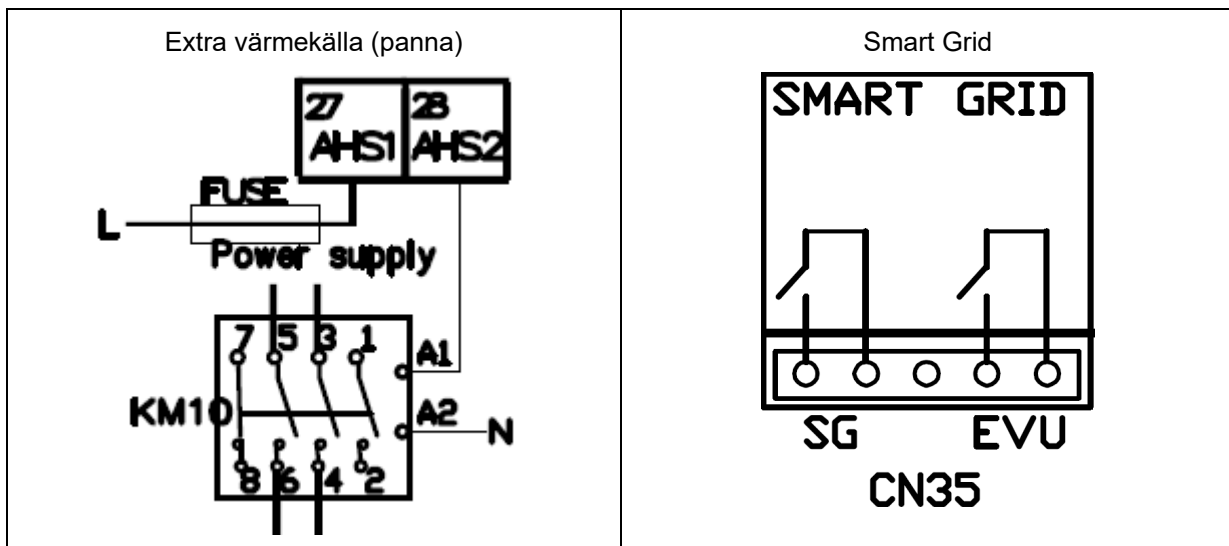 Extra värmekälla (panna)
27 28
AHS1 AHS2
FUSE
L
Power supply
7 5 3 1
A1
KM10
A2
N
8 6 4 2
Smart Grid
SMART GRID
SG EVU
CN35